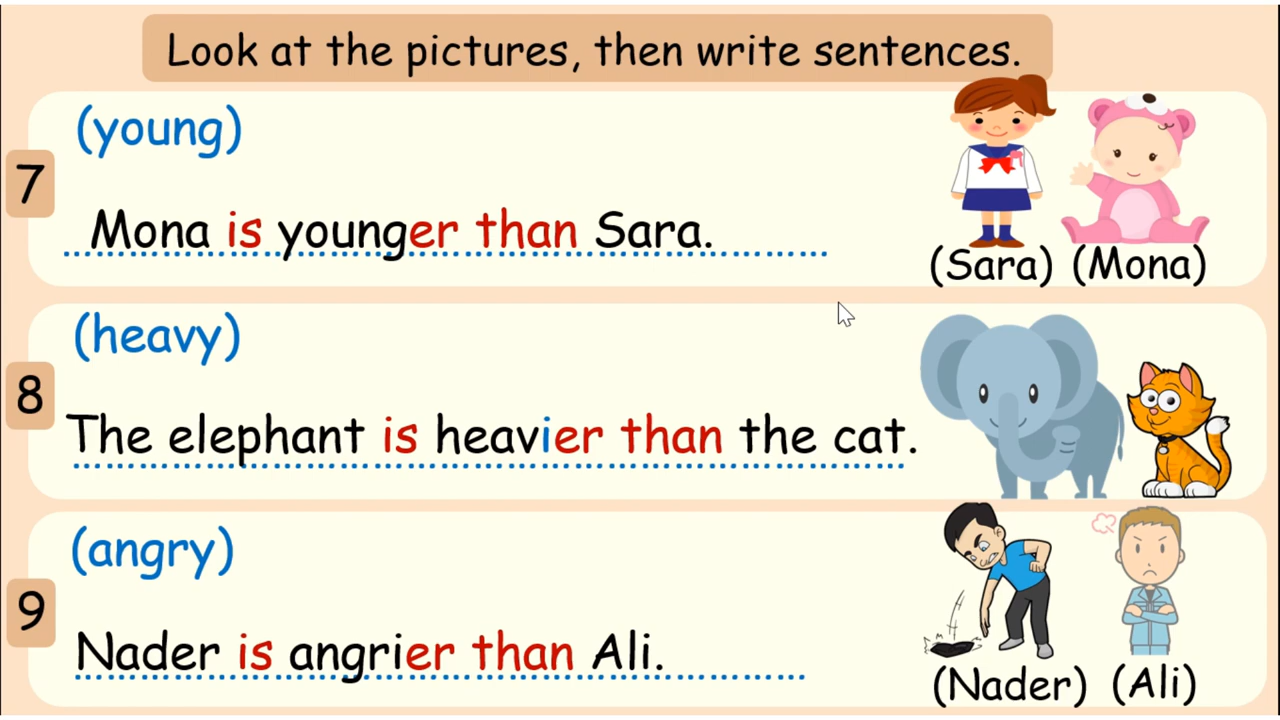 Look at the pictures, then write sentences.
(young)
7
Mona is younger than Sara.
(Sara) (Mona)
(heavy)
8
The elephant is heavier than the cat.
(angry)
9
Nader is angrier than Ali.
(Nader) (Ali)